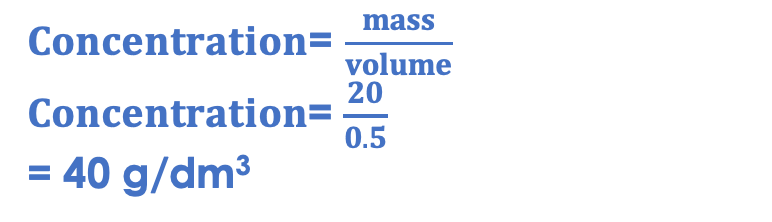 Concentration= mass/volume
Concentration= 20/0.5
= 40 g/dm³